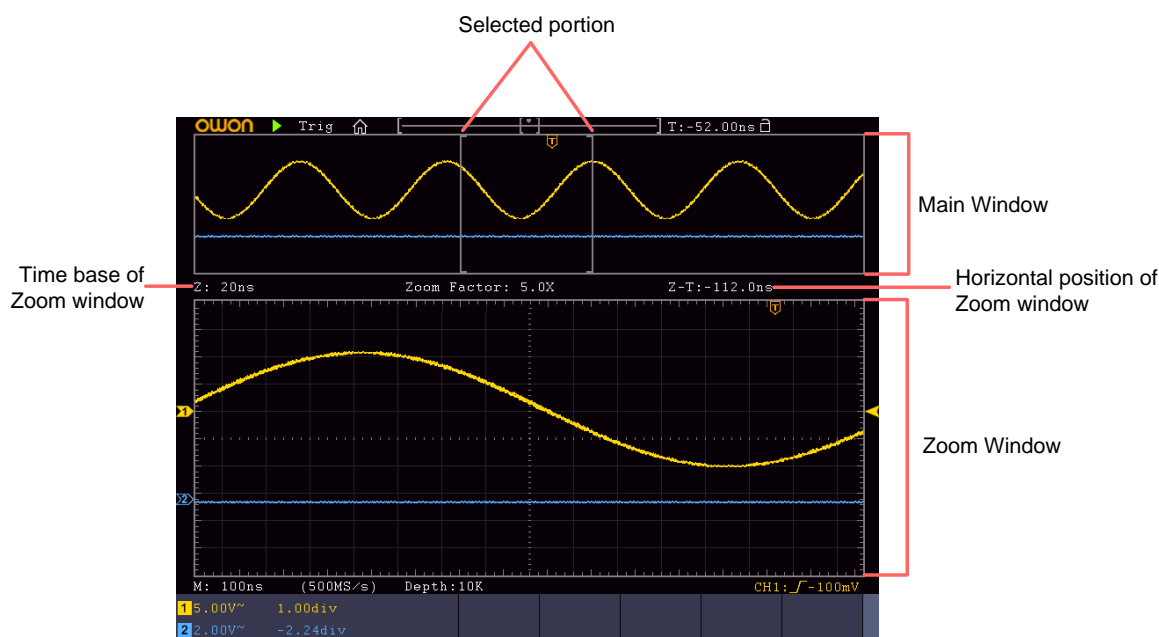 Selected portion
OWON Trig T:-52.00ns
T
Main Window
Time base of
Zoom window
Z: 20ns Zoom Factor: 5.0X Z-T:-112.0ns
Horizontal position of
Zoom window
T
1
Zoom Window
2
M: 100ns (500MS/s) Depth:10K CH1: -100mV
1 5.00V~ 1.00div
2 2.00V~ -2.24div